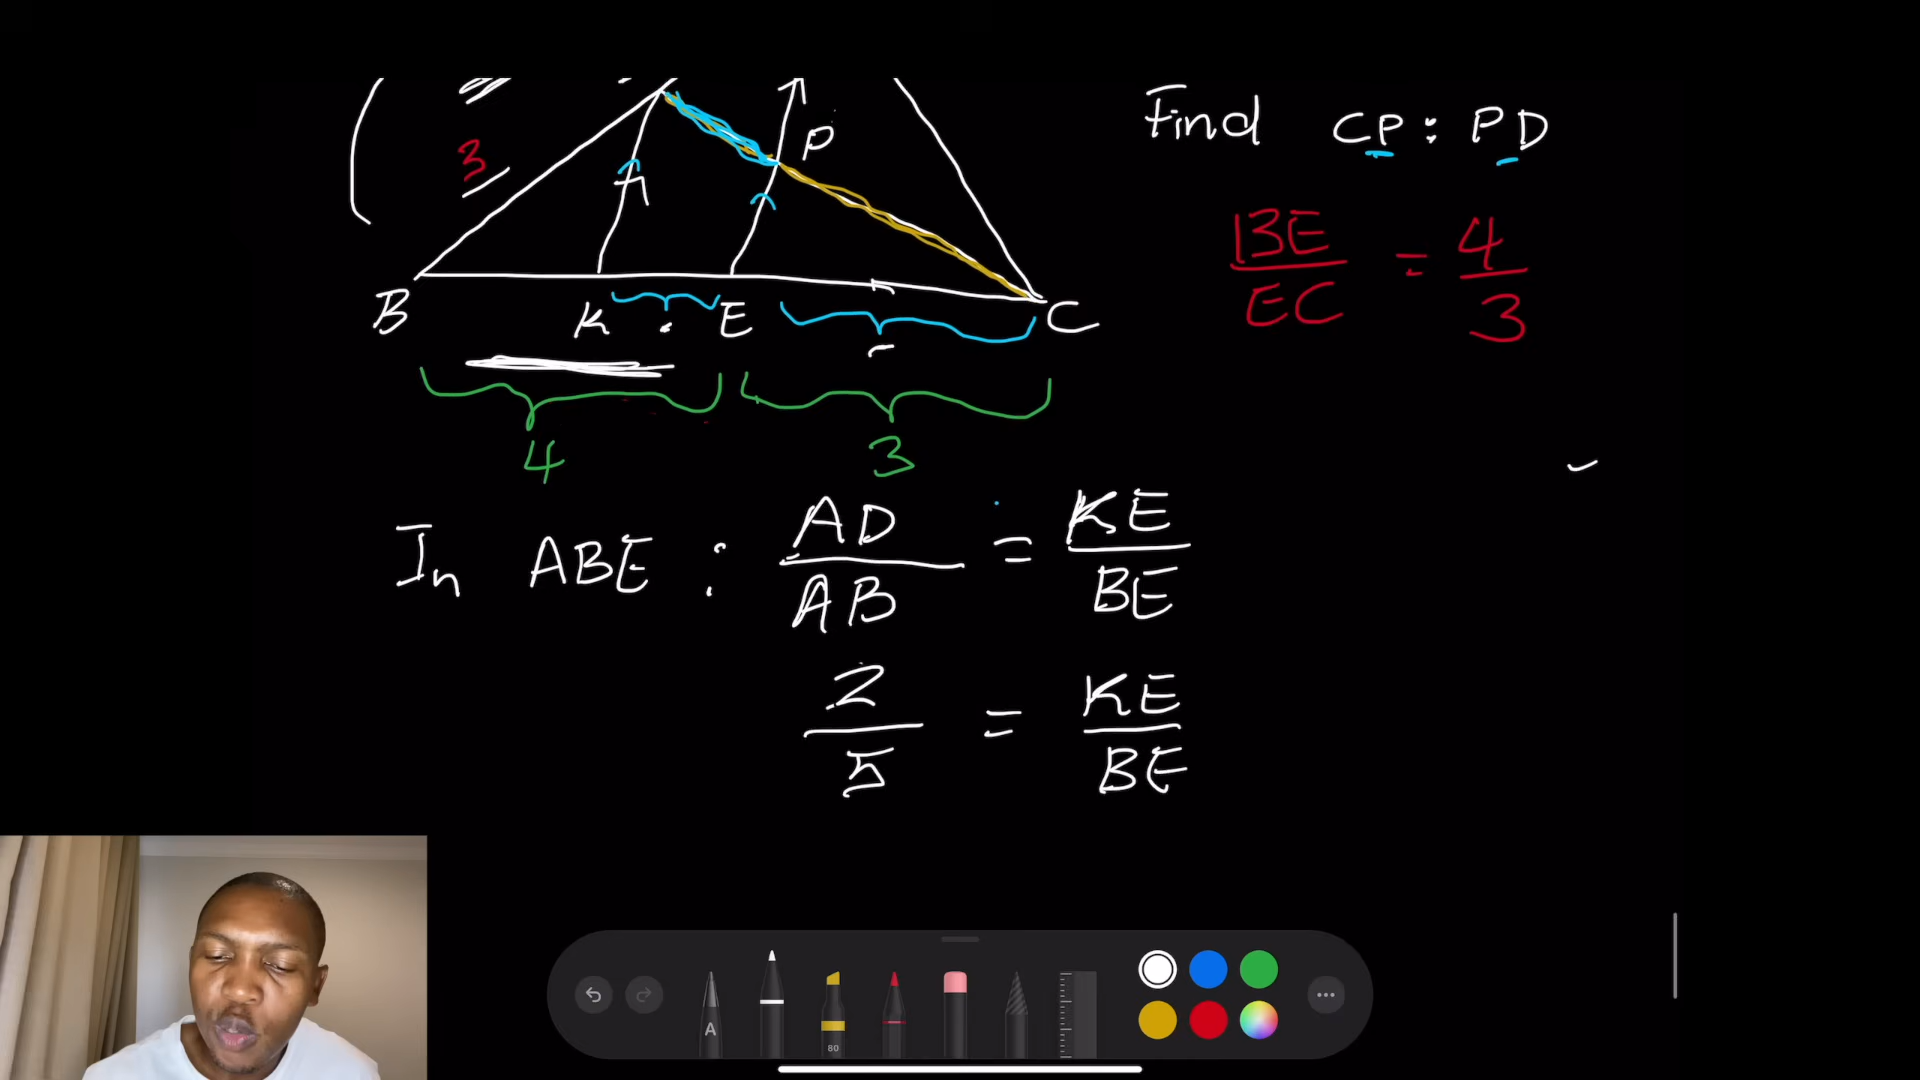 Find CP : PD
P
3
BE/EC = 4/3
B K E C
4 3
In ABE : AD/AB = KE/BE
2/5 = KE/BE
A 80